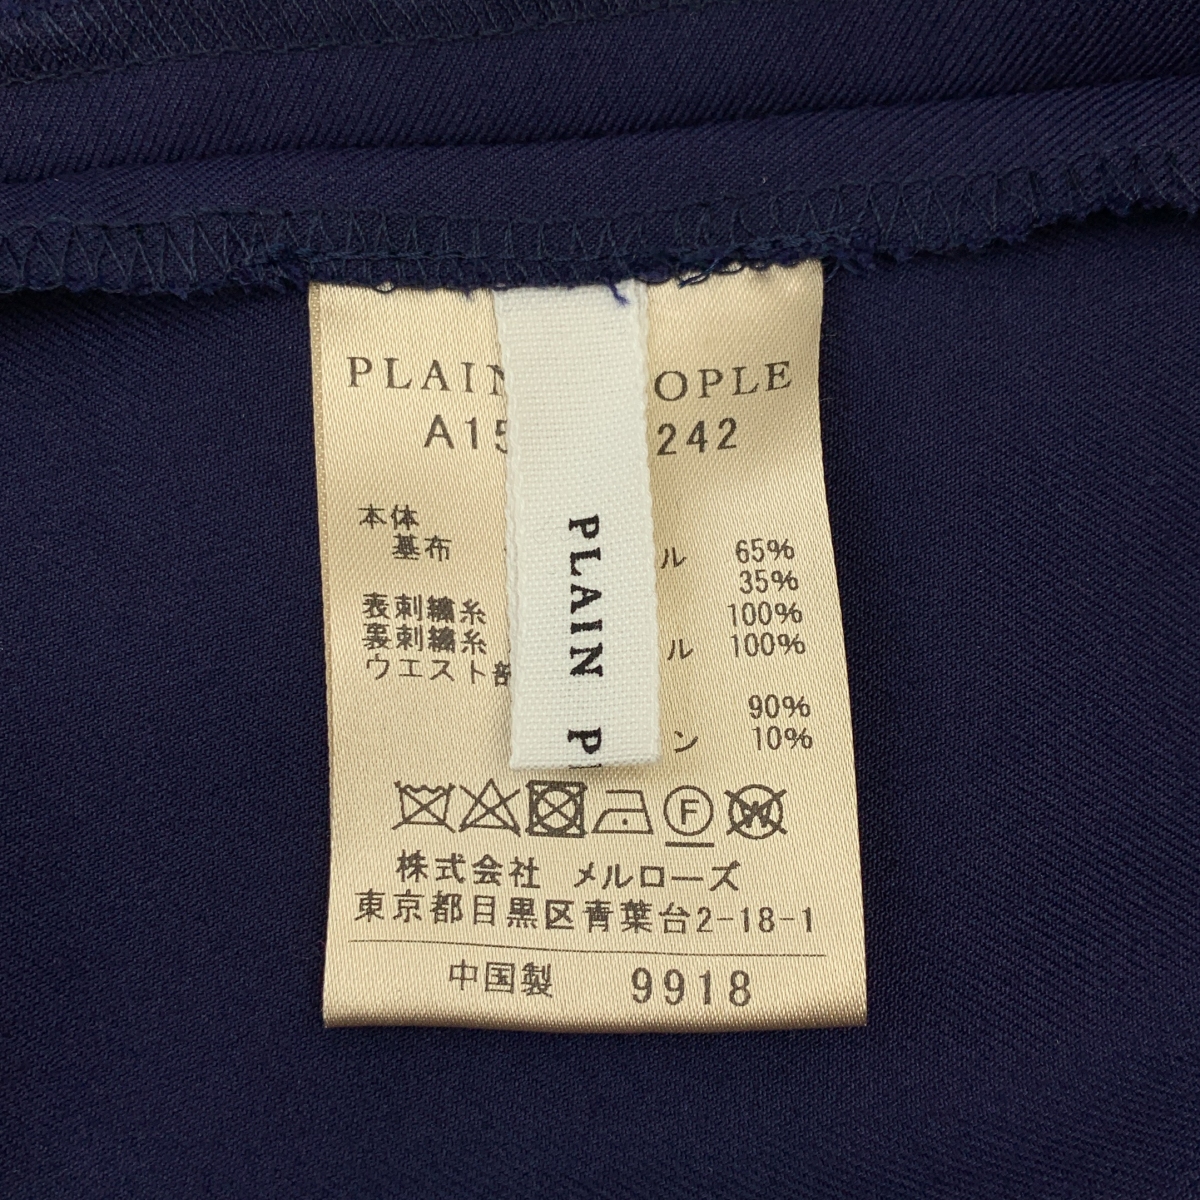 PLAIN OPLE
A15 242
本体
基布 ル 65%
35%
表刺繍糸 100%
裏刺繍糸 ル 100%
ウエスト部
90%
ン 10%
PLAIN
F W
株式会社 メルローズ
東京都目黒区青葉台2-18-1
中国製 9918